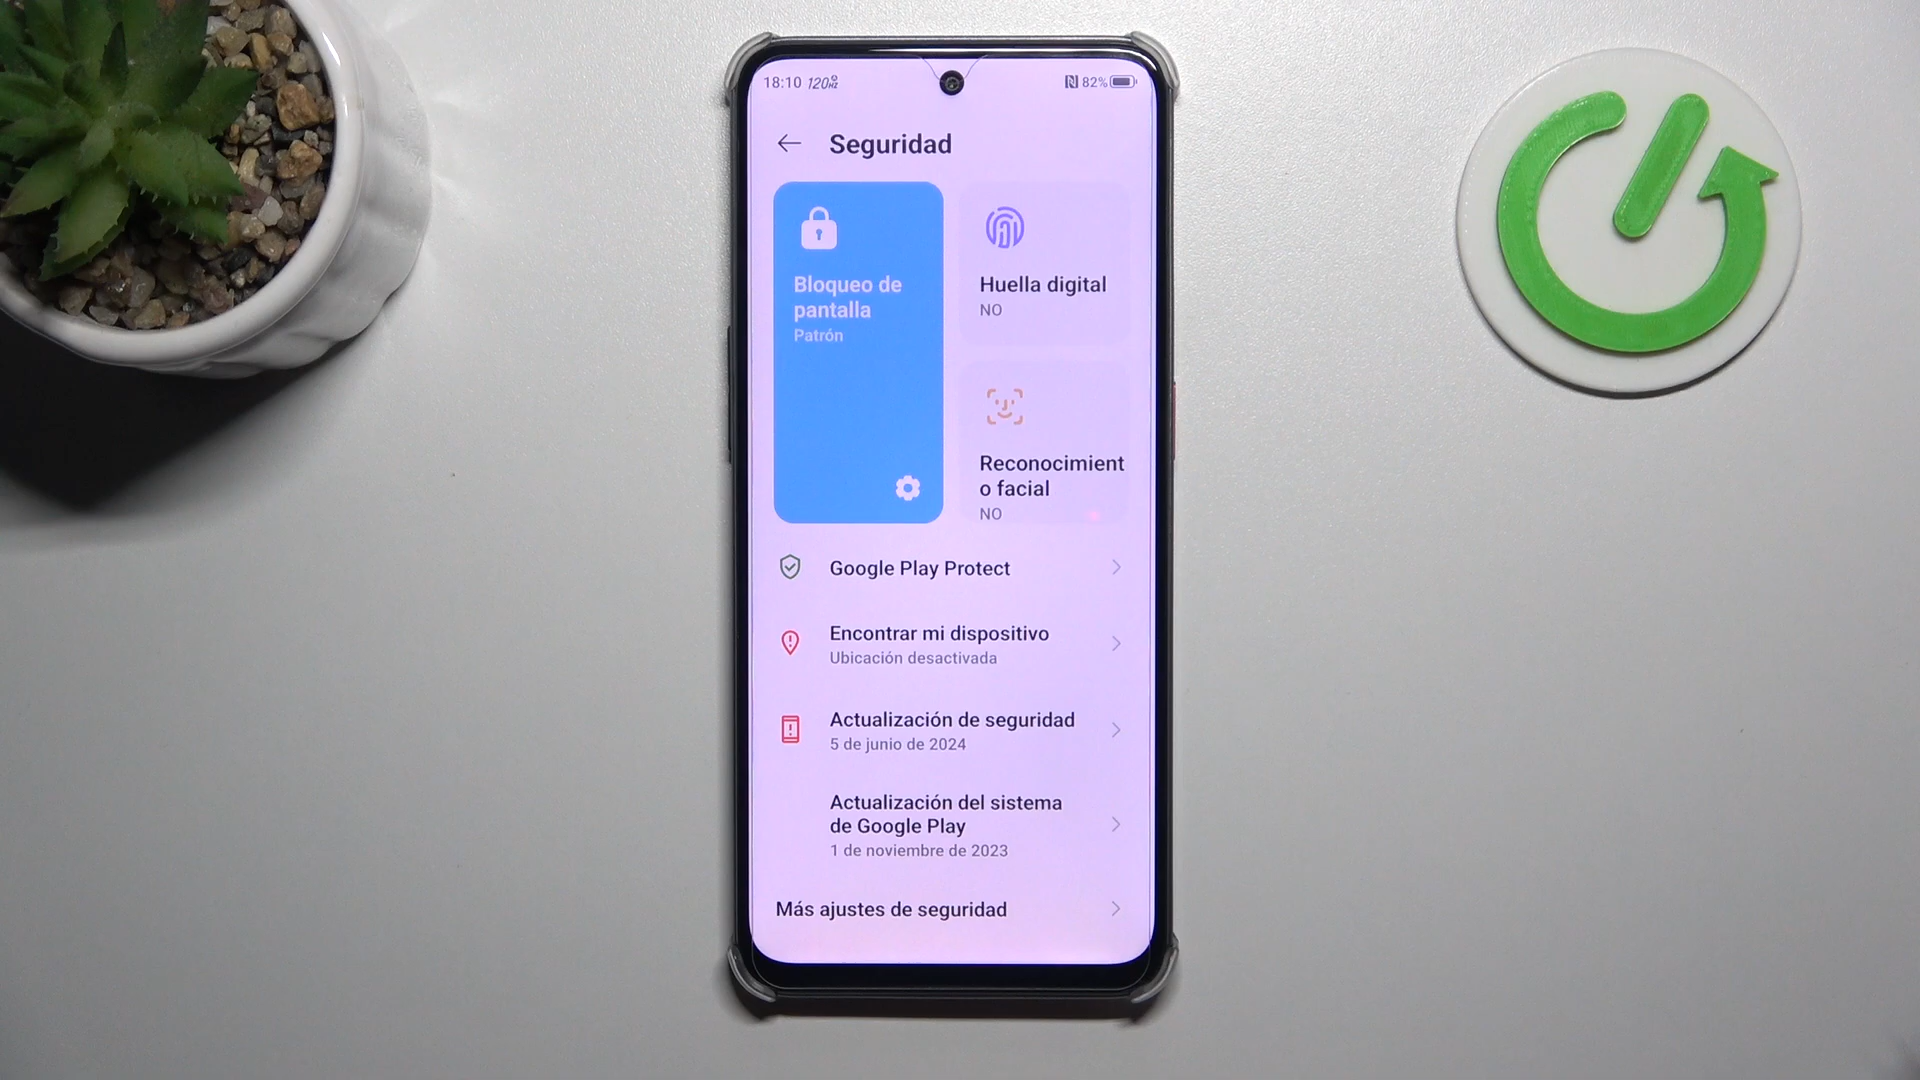 18:10 120Hz 82%
Seguridad
Bloqueo de
pantalla
Patrón
Huella digital
NO
Reconocimient
o facial
NO
Google Play Protect
Encontrar mi dispositivo
Ubicación desactivada
Actualización de seguridad
5 de junio de 2024
Actualización del sistema
de Google Play
1 de noviembre de 2023
Más ajustes de seguridad